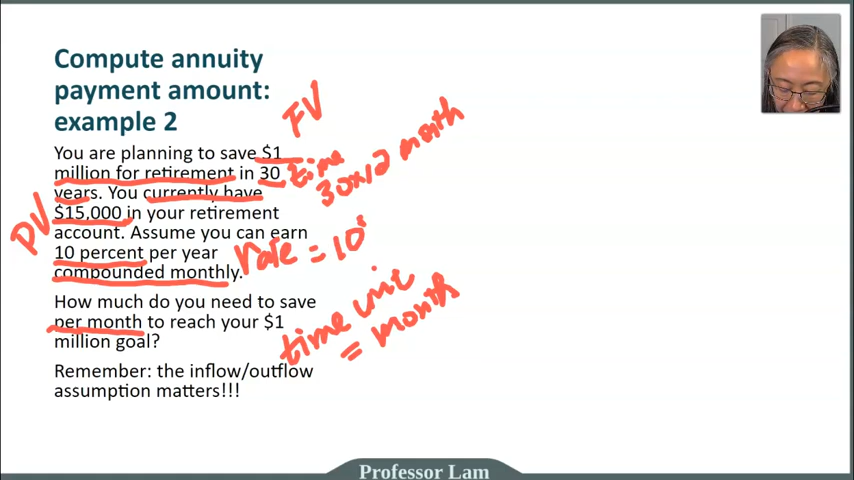 Compute annuity
payment amount:
example 2
FV
You are planning to save $1
million for retirement in 30
time
30x12 month
years. You currently have
PV
$15,000 in your retirement
account. Assume you can earn
10 percent per year
rate = 10%
compounded monthly.
How much do you need to save
per month to reach your $1
million goal?
time unit
= month
Remember: the inflow/outflow
assumption matters!!!
Professor Lam